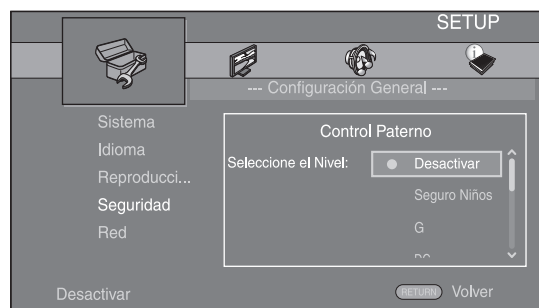 SETUP
--- Configuración General ---
Sistema
Idioma
Reproducci...
Seguridad
Red
Control Paterno
Seleccione el Nivel:
Desactivar
Seguro Niños
G
Desactivar
RETURN Volver